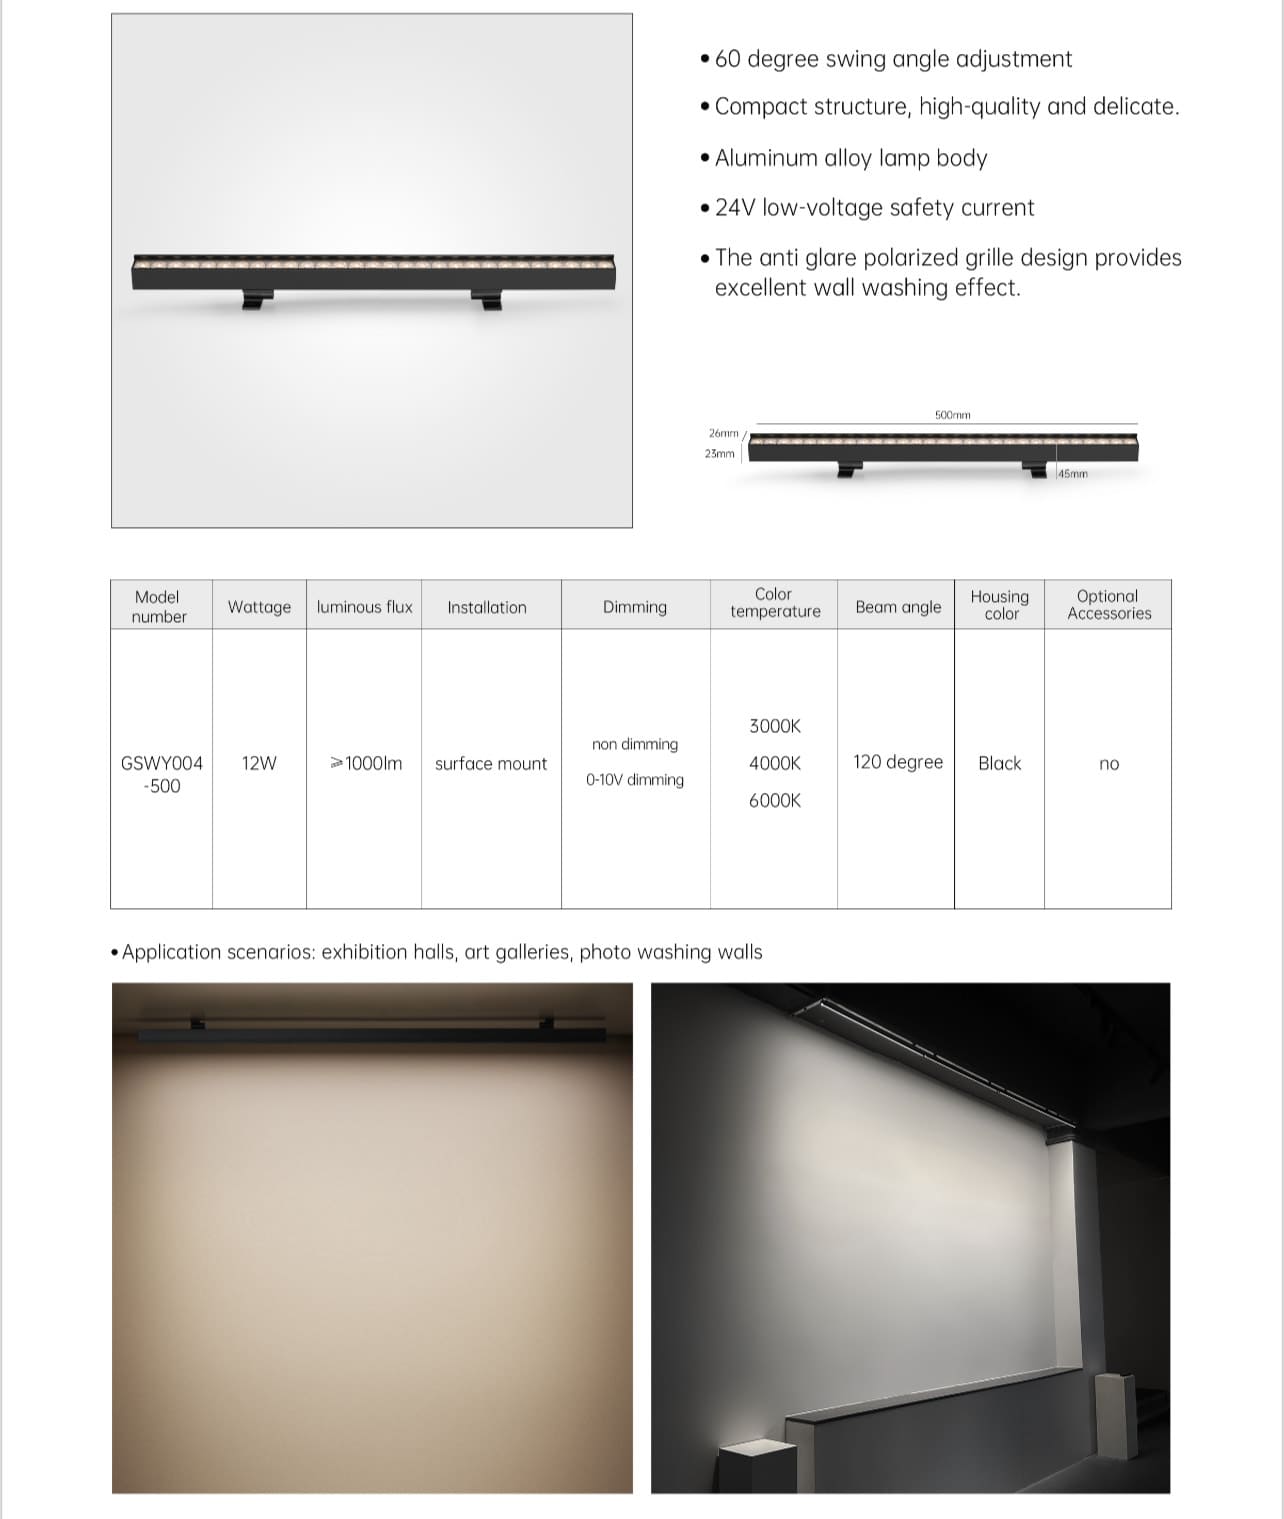 • 60 degree swing angle adjustment
• Compact structure, high-quality and delicate.
• Aluminum alloy lamp body
• 24V low-voltage safety current
• The anti glare polarized grille design provides
excellent wall washing effect.
500mm
26mm
23mm
45mm
Model
number
Wattage
luminous flux
Installation
Dimming
Color
temperature
Beam angle
Housing
color
Optional
Accessories
GSWY004
-500
12W
⩾1000lm
surface mount
non dimming
0-10V dimming
3000K
4000K
6000K
120 degree
Black
no
• Application scenarios: exhibition halls, art galleries, photo washing walls